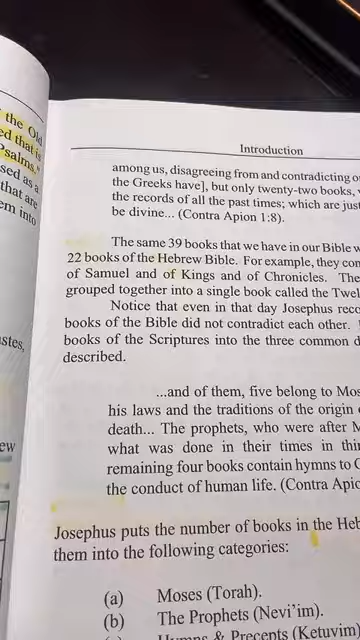 the Old
ed that is
Psalms."
sed as a
that are
em into
stes,
ew
Introduction
among us, disagreeing from and contradicting
the Greeks have], but only twenty-two books,
the records of all the past times; which are just
be divine... (Contra Apion 1:8).
The same 39 books that we have in our Bible
22 books of the Hebrew Bible. For example, they
of Samuel and of Kings and of Chronicles. The
grouped together into a single book called the
Notice that even in that day Josephus
books of the Bible did not contradict each other.
books of the Scriptures into the three common
described.
...and of them, five belong to
his laws and the traditions of the origin
death... The prophets, who were after
what was done in their times in
remaining four books contain hymns to
the conduct of human life. (Contra
Josephus puts the number of books in the
them into the following categories:
(a) Moses (Torah).
(b) The Prophets (Nevi'im).
Hymns & Precepts (Ketuvim)